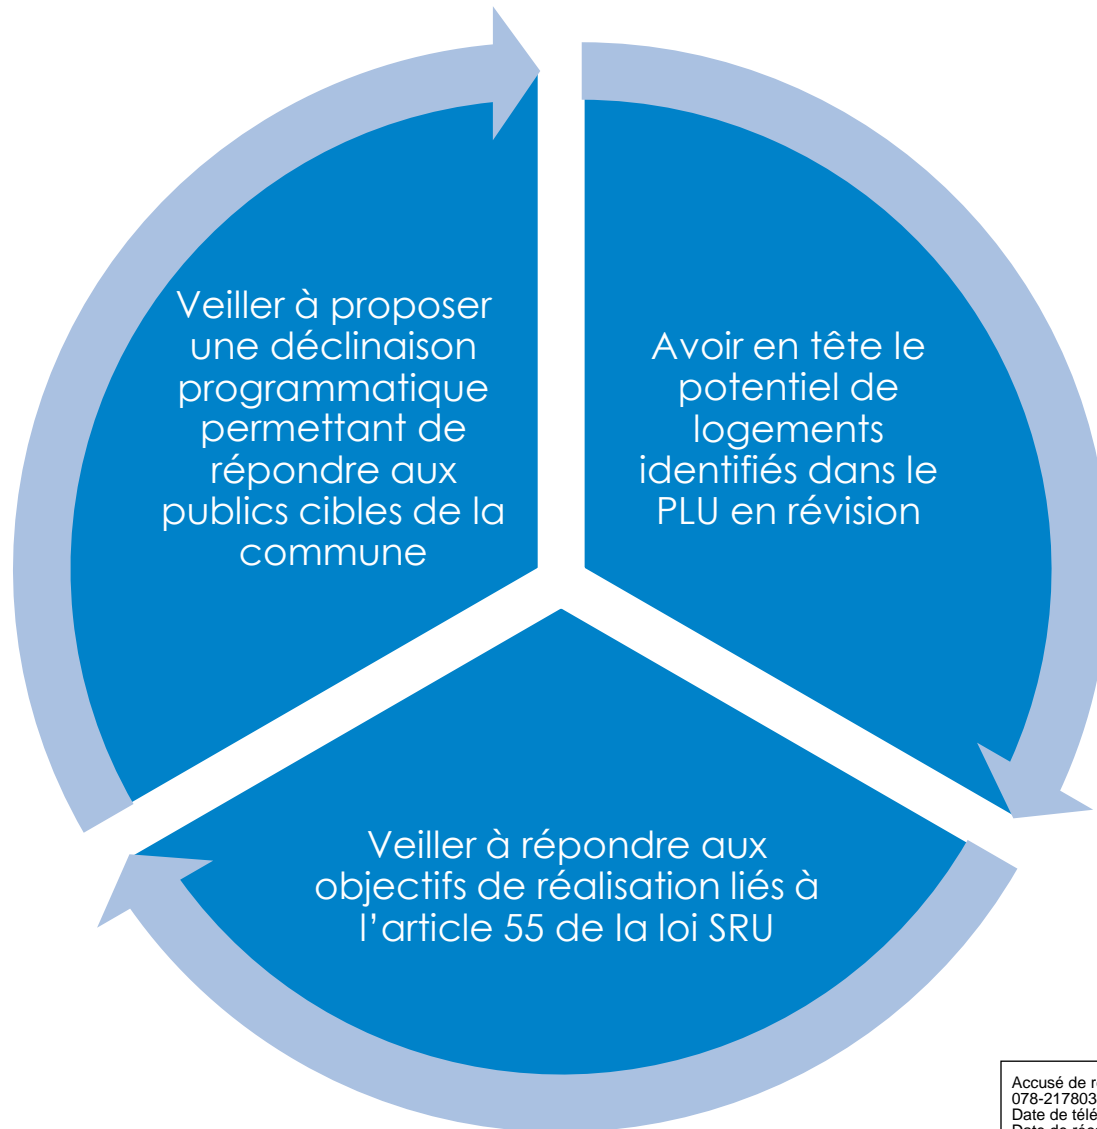 Veiller à proposer
une déclinaison
programmatique
permettant de
répondre aux
publics cibles de la
commune
Avoir en tête le
potentiel de
logements
identifiés dans le
PLU en révision
Veiller à répondre aux
objectifs de réalisation liés à
l’article 55 de la loi SRU
Accusé de
078-217803
Date de